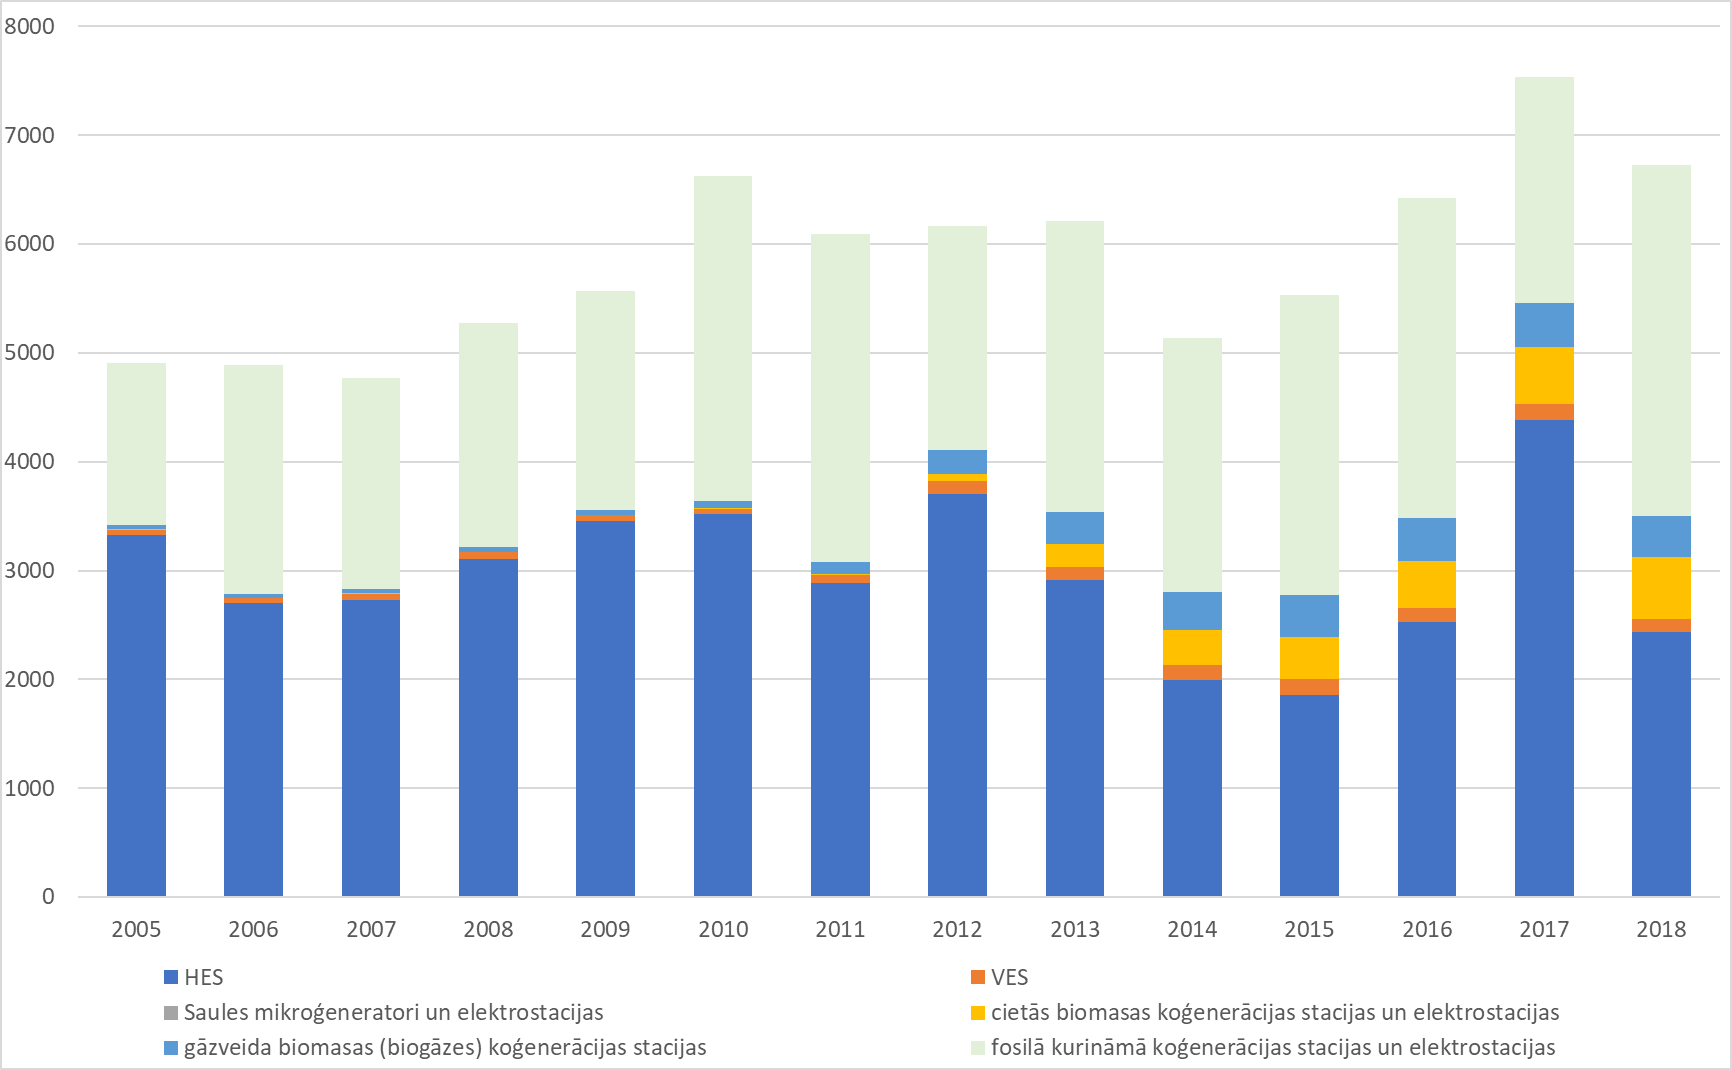 8000
7000
6000
5000
4000
3000
2000
1000
0
2005 2006 2007 2008 2009 2010 2011 2012 2013 2014 2015 2016 2017 2018
HES VES
Saules mikroģeneratori un elektrostacijas cietās biomasas koģenerācijas stacijas un elektrostacijas
gāzveida biomasas (biogāzes) koģenerācijas stacijas fosilā kurināmā koģenerācijas stacijas un elektrostacijas